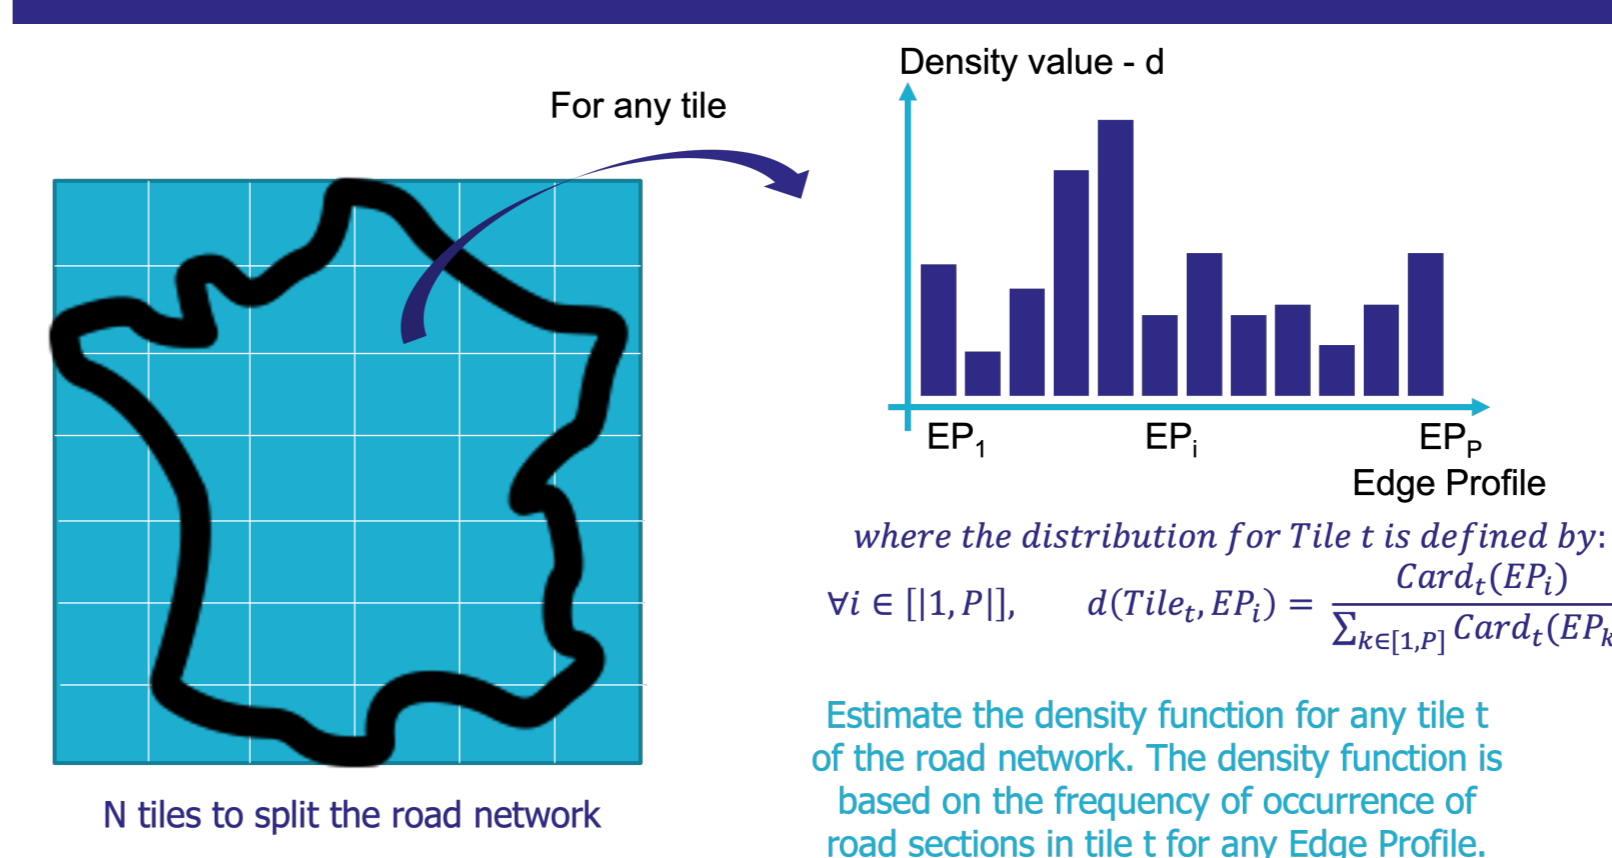 Density value - d
For any tile
EP₁
EPᵢ
EP_P
Edge Profile
where the distribution for Tile t is defined by:
∀i ∈ [|1, P|], d(Tileₜ, EPᵢ) = Cardₜ(EPᵢ) / ∑_{k∈[1,P]} Cardₜ(EPₖ
Estimate the density function for any tile t
of the road network. The density function is
based on the frequency of occurrence of
road sections in tile t for any Edge Profile.
N tiles to split the road network